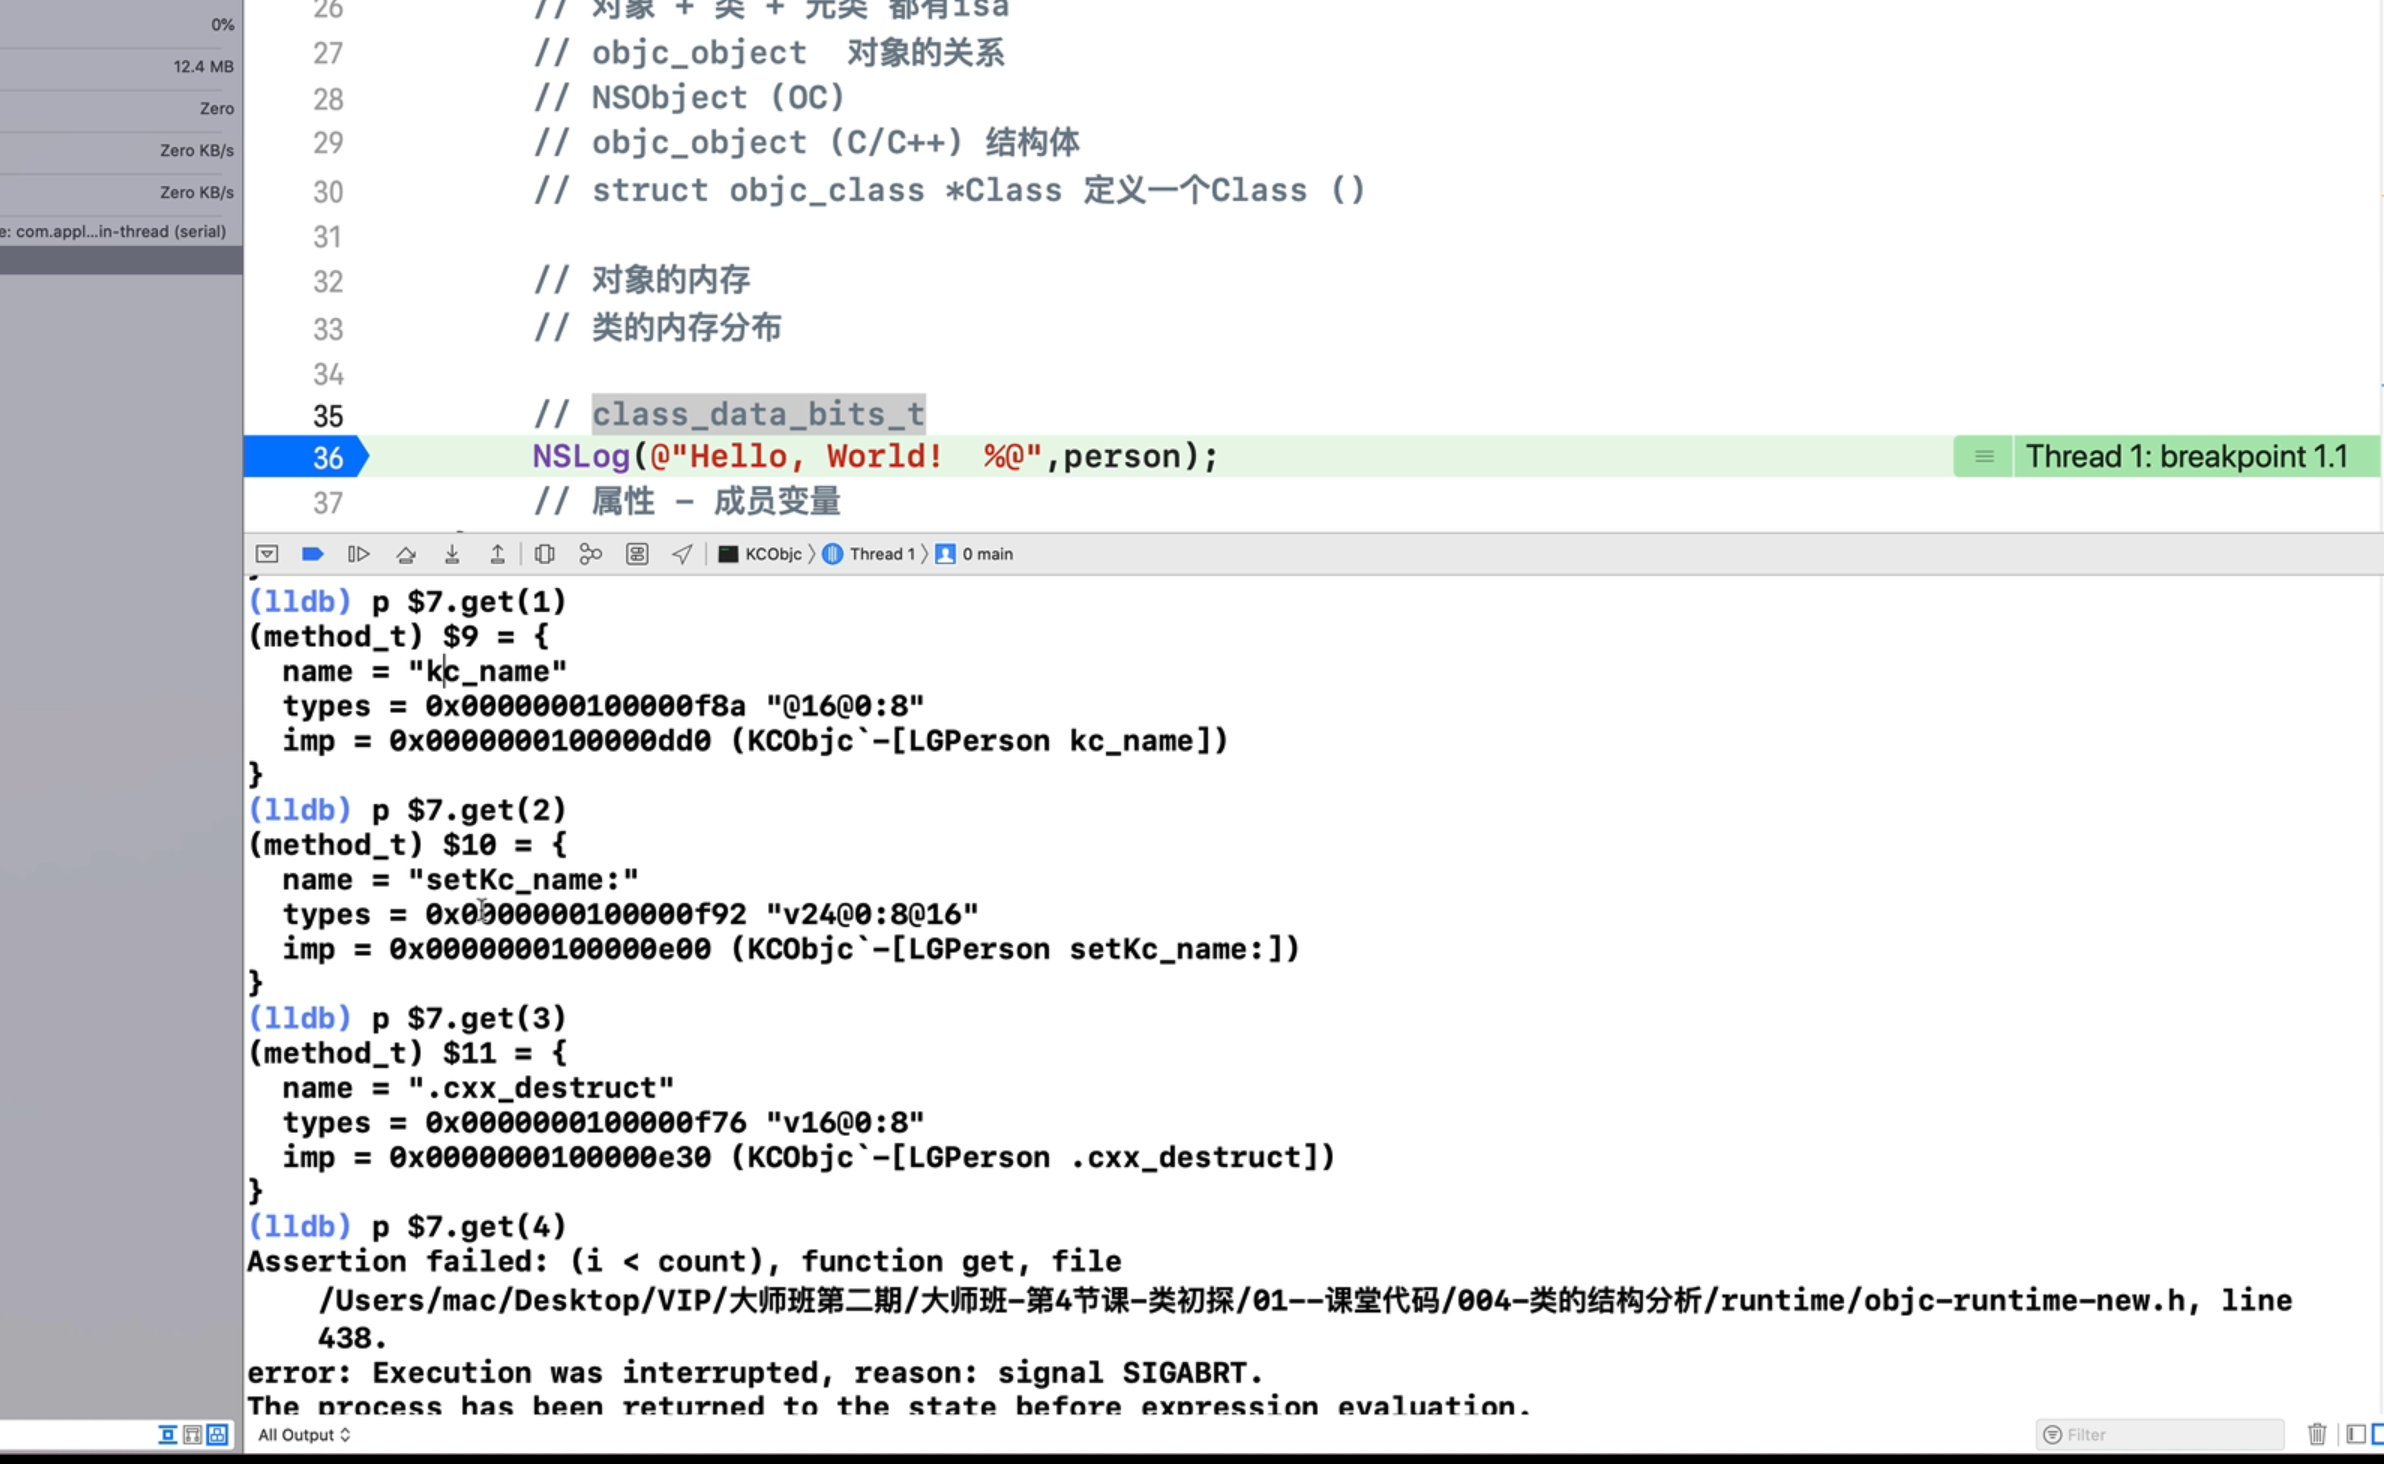 0%
12.4 MB
Zero
Zero KB/s
Zero KB/s
e: com.appl...in-thread (serial)
26 // 对象 + 类 + 元类 都有isa
27 // objc_object 对象的关系
28 // NSObject (OC)
29 // objc_object (C/C++) 结构体
30 // struct objc_class *Class 定义一个Class ()
31
32 // 对象的内存
33 // 类的内存分布
34
35 // class_data_bits_t
36 NSLog(@"Hello, World!  %@",person); Thread 1: breakpoint 1.1
37 // 属性 - 成员变量
KCObjc 〉 Thread 1 〉 0 main
}
(lldb) p $7.get(1)
(method_t) $9 = {
  name = "kc_name"
  types = 0x0000000100000f8a "@16@0:8"
  imp = 0x0000000100000dd0 (KCObjc`-[LGPerson kc_name])
}
(lldb) p $7.get(2)
(method_t) $10 = {
  name = "setKc_name:"
  types = 0x0000000100000f92 "v24@0:8@16"
  imp = 0x0000000100000e00 (KCObjc`-[LGPerson setKc_name:])
}
(lldb) p $7.get(3)
(method_t) $11 = {
  name = ".cxx_destruct"
  types = 0x0000000100000f76 "v16@0:8"
  imp = 0x0000000100000e30 (KCObjc`-[LGPerson .cxx_destruct])
}
(lldb) p $7.get(4)
Assertion failed: (i < count), function get, file
/Users/mac/Desktop/VIP/大师班第二期/大师班-第4节课-类初探/01--课堂代码/004-类的结构分析/runtime/objc-runtime-new.h, line
438.
error: Execution was interrupted, reason: signal SIGABRT.
The process has been returned to the state before expression evaluation.
All Output
Filter